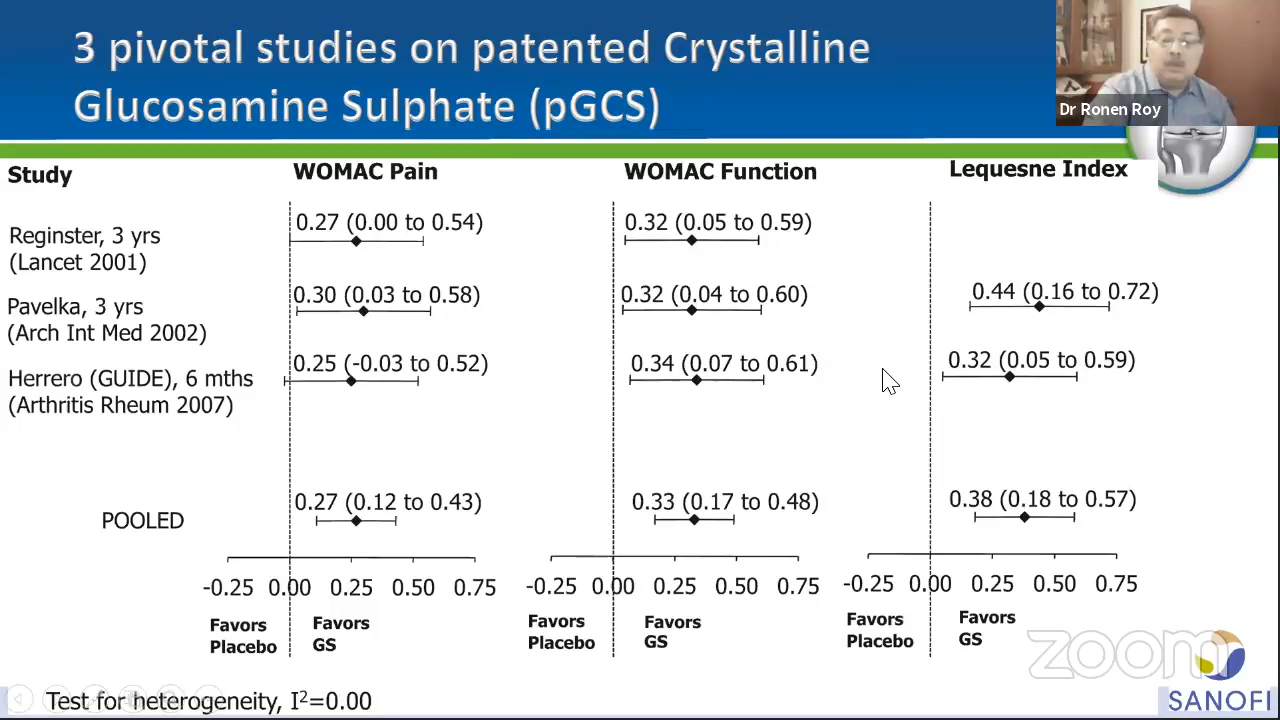 3 pivotal studies on patented Crystalline
Glucosamine Sulphate (pGCS)
Dr Ronen Roy
Study
WOMAC Pain
WOMAC Function
Lequesne Index
Reginster, 3 yrs
(Lancet 2001)
0.27 (0.00 to 0.54)
0.32 (0.05 to 0.59)
Pavelka, 3 yrs
(Arch Int Med 2002)
0.30 (0.03 to 0.58)
0.32 (0.04 to 0.60)
0.44 (0.16 to 0.72)
Herrero (GUIDE), 6 mths
(Arthritis Rheum 2007)
0.25 (-0.03 to 0.52)
0.34 (0.07 to 0.61)
0.32 (0.05 to 0.59)
POOLED
0.27 (0.12 to 0.43)
0.33 (0.17 to 0.48)
0.38 (0.18 to 0.57)
-0.25 0.00 0.25 0.50 0.75
-0.25 0.00 0.25 0.50 0.75
-0.25 0.00 0.25 0.50 0.75
Favors
Placebo
Favors
GS
Favors
Placebo
Favors
GS
Favors
Placebo
Favors
GS
zoom
SANOFI
Test for heterogeneity, I²=0.00